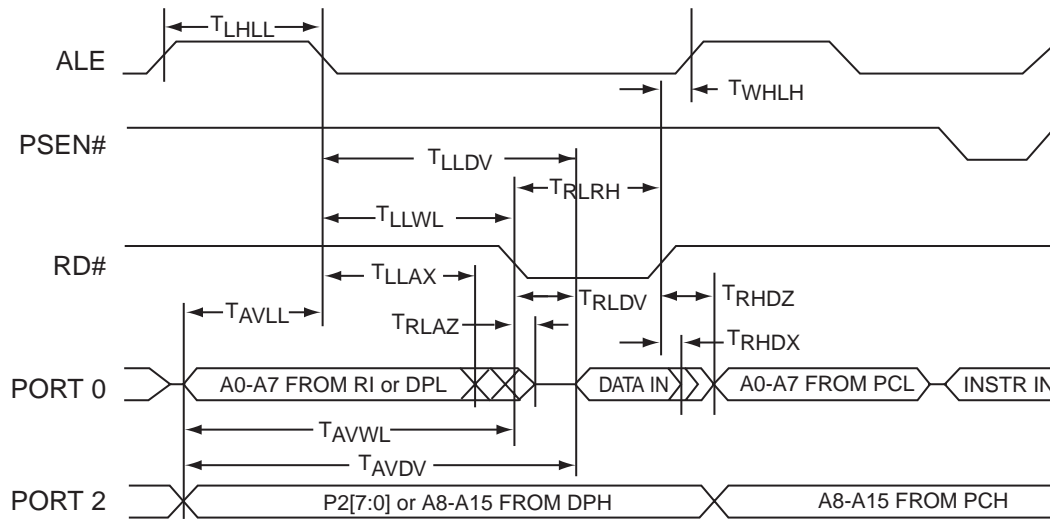 TLHLL
ALE
TWHLH
PSEN#
TLLDV
TRLRH
TLLWL
RD#
TLLAX
TRLDV
TRHDZ
TAVLL
TRLAZ
TRHDX
PORT 0
A0-A7 FROM RI or DPL
DATA IN
A0-A7 FROM PCL
INSTR IN
TAVWL
TAVDV
PORT 2
P2[7:0] or A8-A15 FROM DPH
A8-A15 FROM PCH